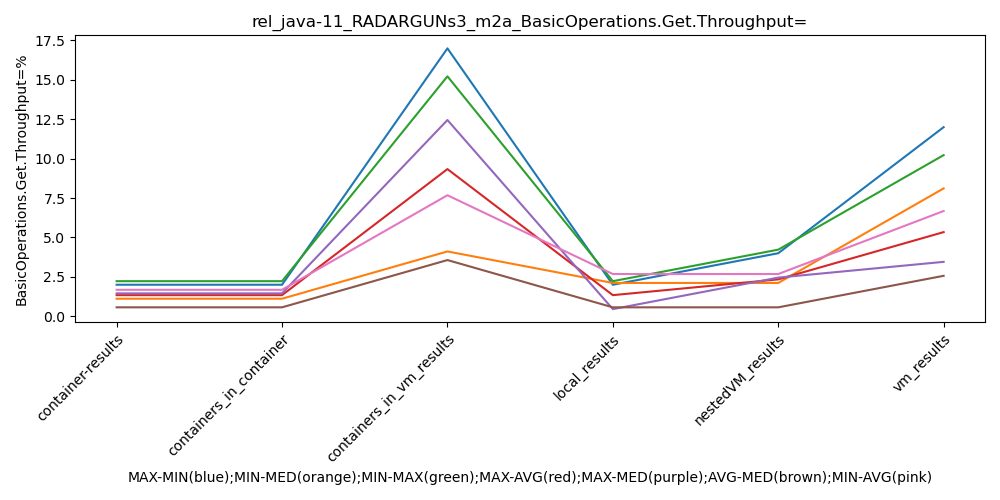 rel_java-11_RADARGUNs3_m2a_BasicOperations.Get.Throughput=
BasicOperations.Get.Throughput=%
17.5
15.0
12.5
10.0
7.5
5.0
2.5
0.0
container-results
containers_in_container
containers_in_vm_results
local_results
nestedVM_results
vm_results
MAX-MIN(blue);MIN-MED(orange);MIN-MAX(green);MAX-AVG(red);MAX-MED(purple);AVG-MED(brown);MIN-AVG(pink)